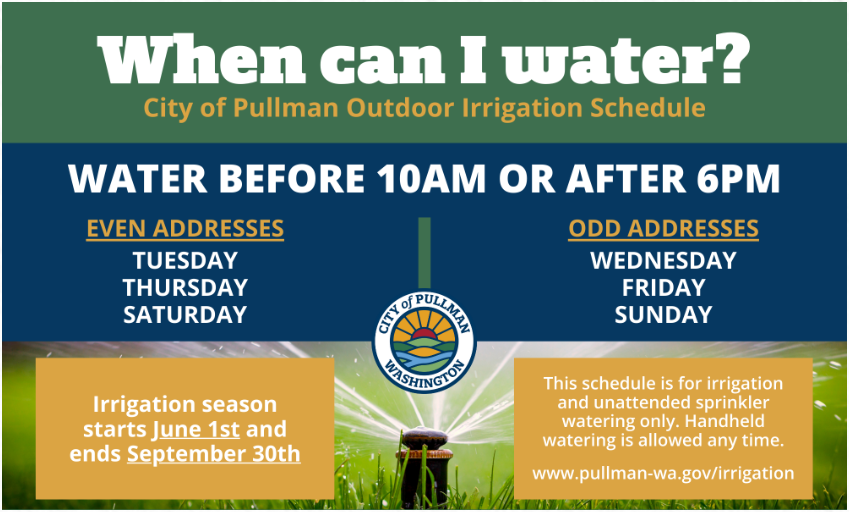 When can I water?
City of Pullman Outdoor Irrigation Schedule
WATER BEFORE 10AM OR AFTER 6PM
EVEN ADDRESSES
TUESDAY
THURSDAY
SATURDAY
ODD ADDRESSES
WEDNESDAY
FRIDAY
SUNDAY
CITY of PULLMAN
WASHINGTON
Irrigation season
starts June 1st and
ends September 30th
This schedule is for irrigation
and unattended sprinkler
watering only. Handheld
watering is allowed any time.
www.pullman-wa.gov/irrigation